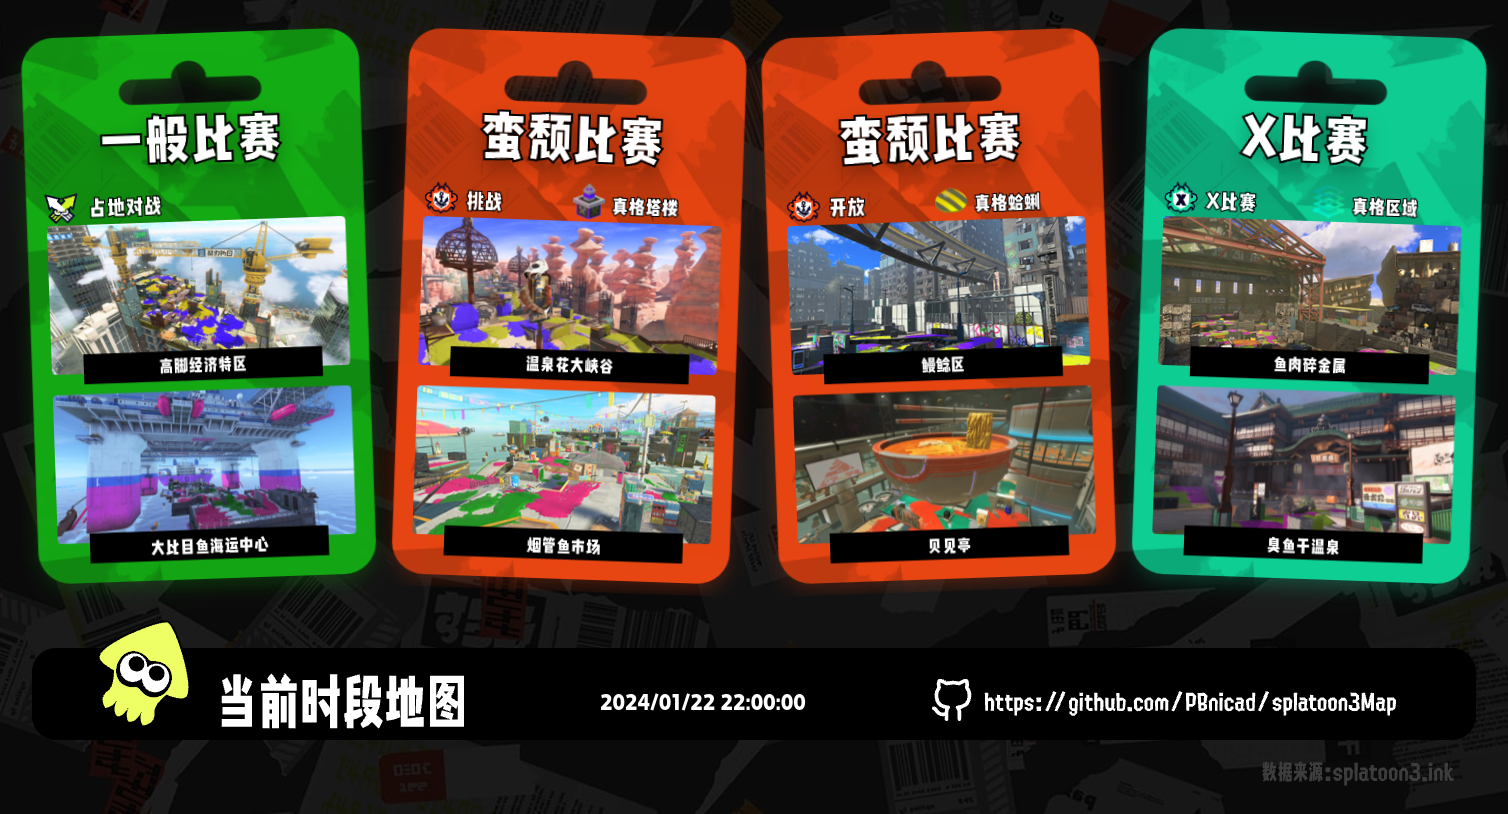 一般比赛
占地对战
高脚经济特区
大比目鱼海运中心
蛮颓比赛
挑战
真格塔楼
温泉花大峡谷
烟管鱼市场
蛮颓比赛
开放
真格蛤蜊
鳗鲶区
贝贝亭
X比赛
X比赛
真格区域
鱼肉碎金属
臭鱼干温泉
当前时段地图
2024/01/22 22:00:00
https://github.com/PBnicad/splatoon3Map
数据来源:splatoon3.ink